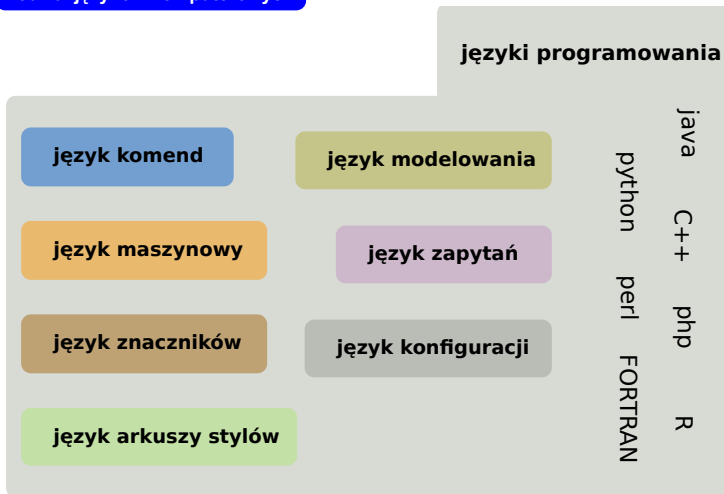 języki programowania
język komend
język modelowania
język maszynowy
język zapytań
język znaczników
język konfiguracji
język arkuszy stylów
python
perl
FORTRAN
java
C++
php
R